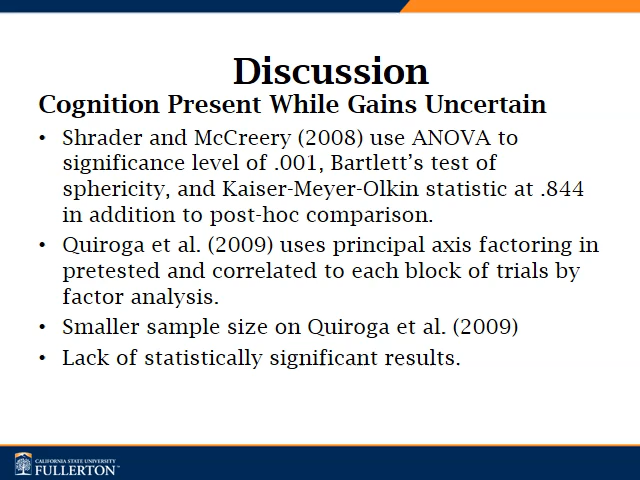 Discussion
Cognition Present While Gains Uncertain
• Shrader and McCreery (2008) use ANOVA to
significance level of .001, Bartlett’s test of
sphericity, and Kaiser-Meyer-Olkin statistic at .844
in addition to post-hoc comparison.
• Quiroga et al. (2009) uses principal axis factoring in
pretested and correlated to each block of trials by
factor analysis.
• Smaller sample size on Quiroga et al. (2009)
• Lack of statistically significant results.
CALIFORNIA STATE UNIVERSITY
FULLERTON™